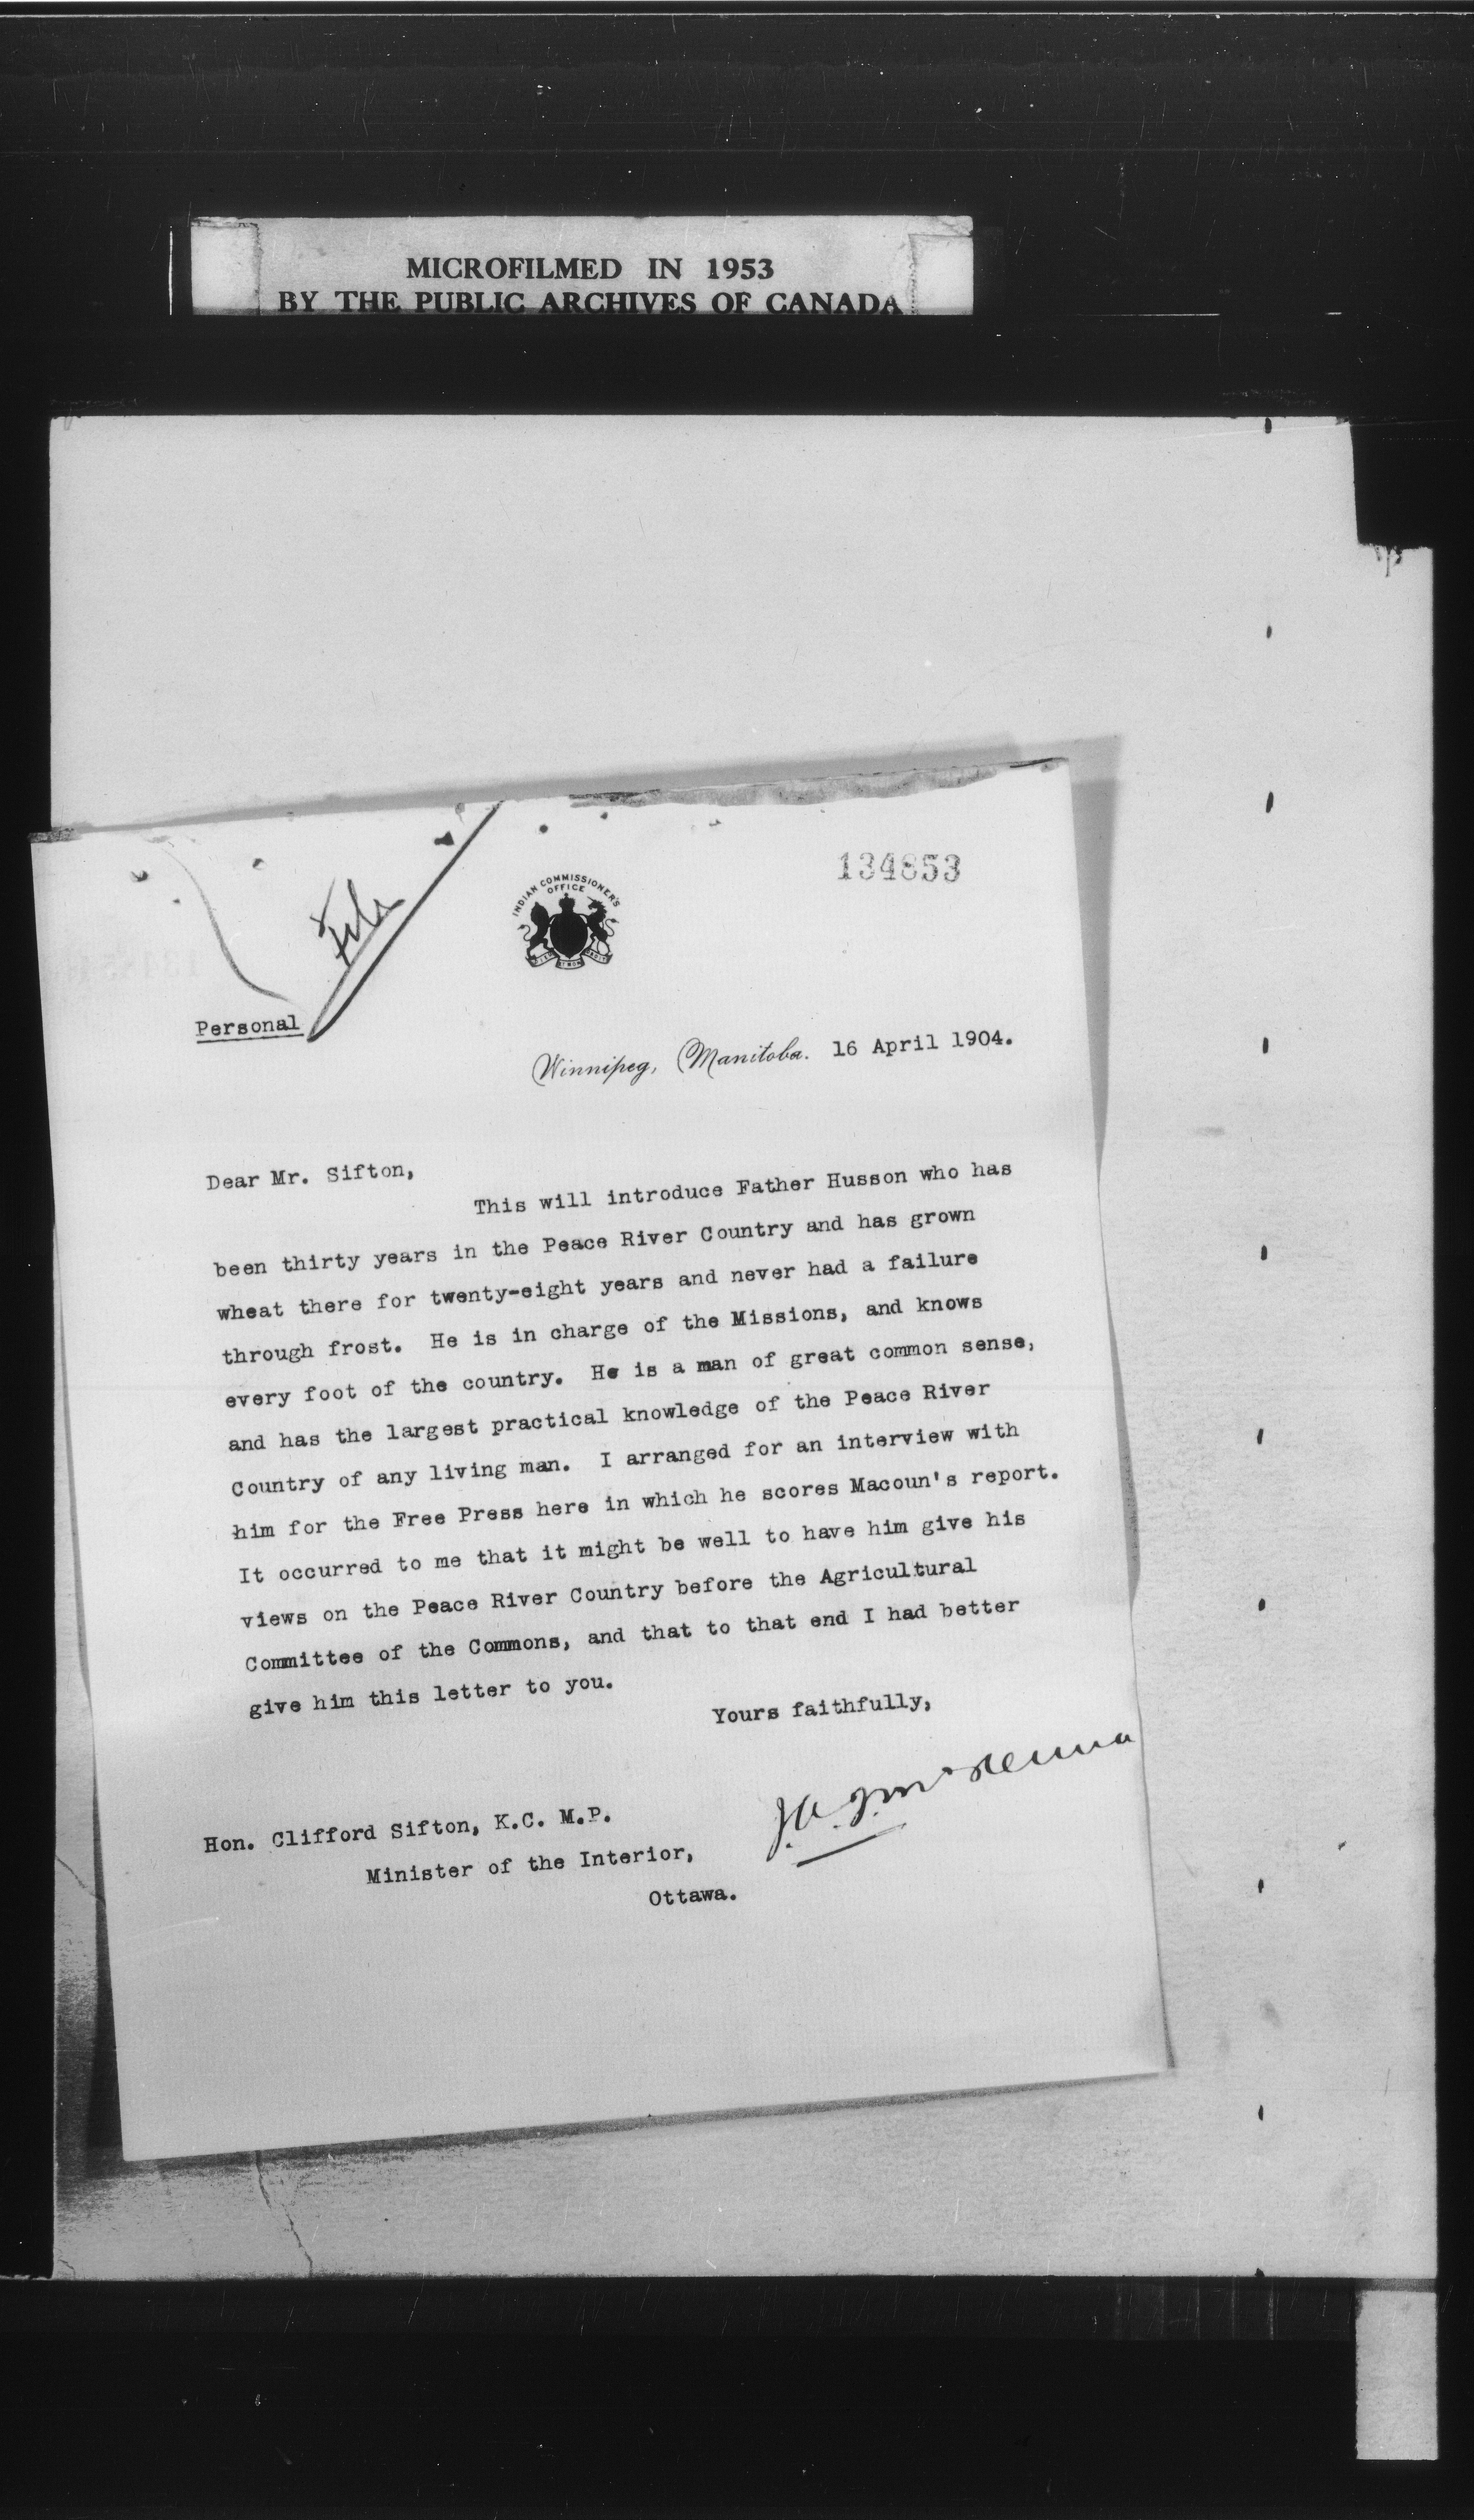 MICROFILMED IN 1953
BY THE PUBLIC ARCHIVES OF CANADA
134853
File
INDIAN COMMISSIONER'S
OFFICE
Personal
Winnipeg, Manitoba. 16 April 1904.
Dear Mr. Sifton,
This will introduce Father Husson who has
been thirty years in the Peace River Country and has grown
wheat there for twenty-eight years and never had a failure
through frost. He is in charge of the Missions, and knows
every foot of the country. He is a man of great common sense,
and has the largest practical knowledge of the Peace River
Country of any living man. I arranged for an interview with
him for the Free Press here in which he scores Macoun's report.
It occurred to me that it might be well to have him give his
views on the Peace River Country before the Agricultural
Committee of the Commons, and that to that end I had better
give him this letter to you.
Yours faithfully,
J.A.J. McKenna
Hon. Clifford Sifton, K.C. M.P.
Minister of the Interior,
Ottawa.